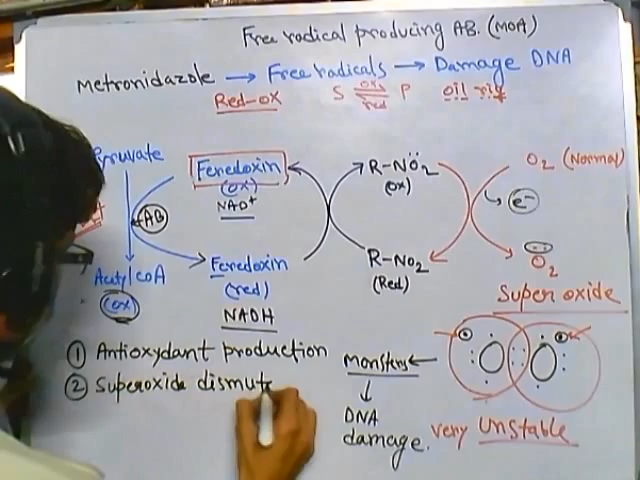 Free radical producing AB. (MOA)
Metronidazole → Free radicals → Damage DNA
Red-ox S ox red P oil rig
Pyruvate Feredoxin R-NO2 O2 (Normal)
(ox) (ox)
NAD+ e-
AB
Acetyl CoA Feredoxin R-NO2 O2
(ox) (red) (Red)
NADH Super oxide
① Antioxydant production
② Superoxide dismut
monsters
DNA
damage.
very Unstable